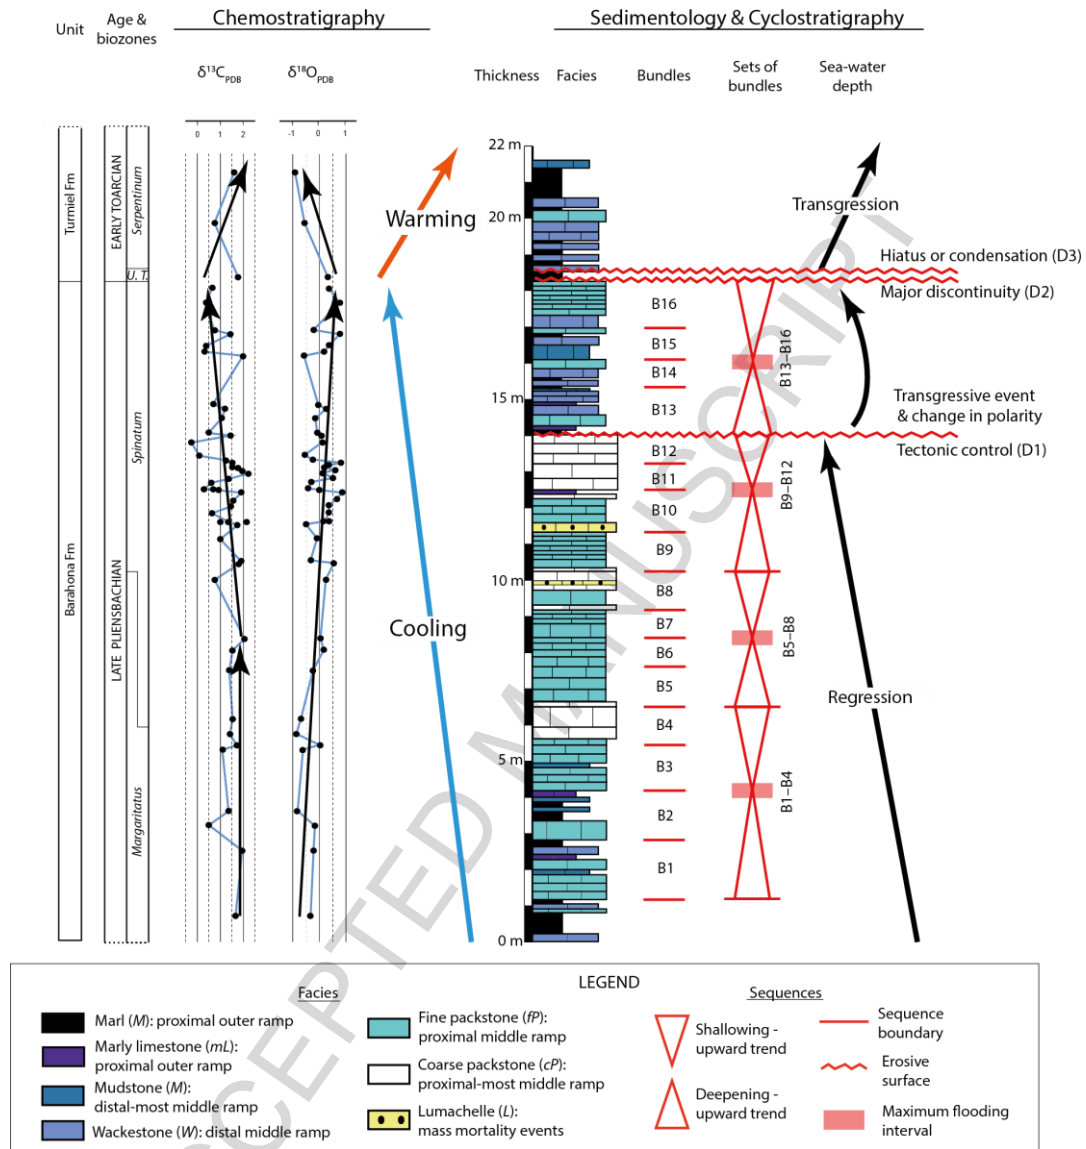 Chemostratigraphy
Sedimentology & Cyclostratigraphy
Unit
Age &
biozones
δ13CPDB
δ18OPDB
Thickness
Facies
Bundles
Sets of
bundles
Sea-water
depth
0 1 2
-1 0 1
Turmiel Fm
Barahona Fm
EARLY TOARCIAN
LATE PLIENSBACHIAN
Serpentinum
U. T.
Spinatum
Margaritatus
Warming
Cooling
22 m
20 m
15 m
10 m
5 m
0 m
B16
B15
B14
B13
B12
B11
B10
B9
B8
B7
B6
B5
B4
B3
B2
B1
B13–B16
B9–B12
B5–B8
B1–B4
Transgression
Hiatus or condensation (D3)
Major discontinuity (D2)
Transgressive event
& change in polarity
Tectonic control (D1)
Regression
ACCEPTED MANUSCRIPT
LEGEND
Facies
Marl (M): proximal outer ramp
Marly limestone (mL):
proximal outer ramp
Mudstone (M):
distal-most middle ramp
Wackestone (W): distal middle ramp
Fine packstone (fP):
proximal middle ramp
Coarse packstone (cP):
proximal-most middle ramp
Lumachelle (L):
mass mortality events
Sequences
Shallowing -
upward trend
Deepening -
upward trend
Sequence
boundary
Erosive
surface
Maximum flooding
interval